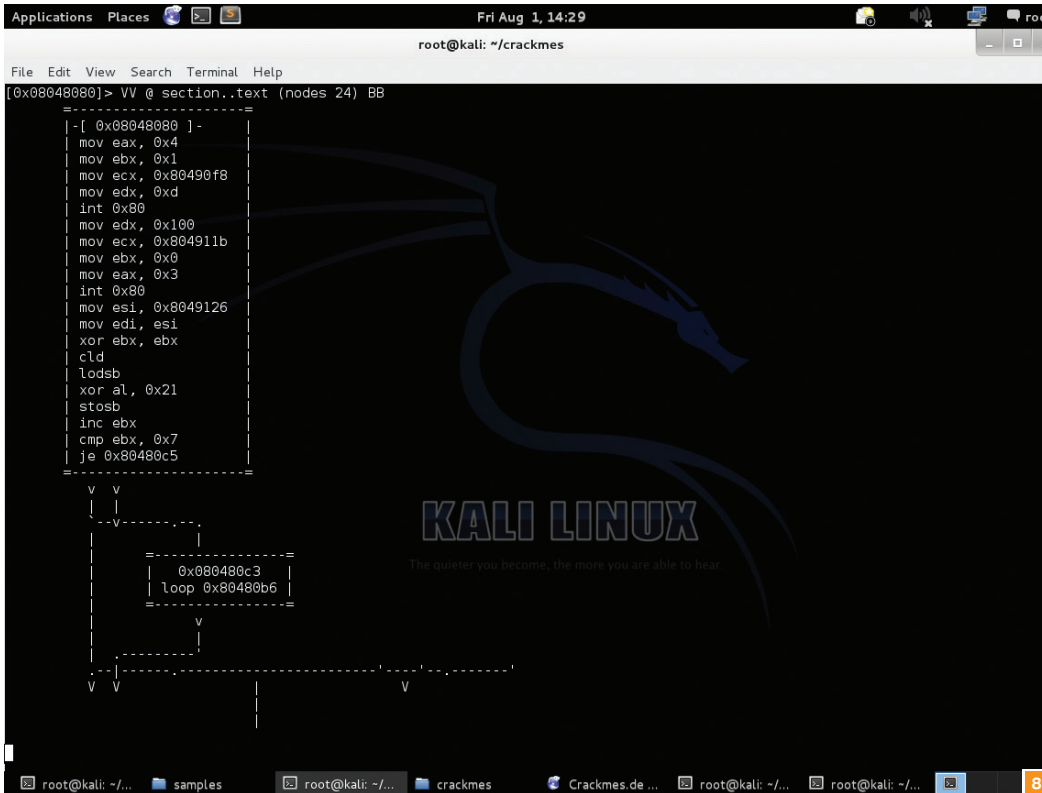 Applications Places Fri Aug 1, 14:29
root@kali: ~/crackmes
File Edit View Search Terminal Help
[0x08048080]> VV @ section..text (nodes 24) BB
=----------------------=
|-[ 0x08048080 ]- |
| mov eax, 0x4 |
| mov ebx, 0x1 |
| mov ecx, 0x80490f8 |
| mov edx, 0xd |
| int 0x80 |
| mov edx, 0x100 |
| mov ecx, 0x804911b |
| mov ebx, 0x0 |
| mov eax, 0x3 |
| int 0x80 |
| mov esi, 0x8049126 |
| mov edi, esi |
| xor ebx, ebx |
| cld |
| lodsb |
| xor al, 0x21 |
| stosb |
| inc ebx |
| cmp ebx, 0x7 |
| je 0x80480c5 |
=----------------------=
v v
=----------------=
| 0x080480c3 |
| loop 0x80480b6 |
=----------------=
v
V V V
KALI LINUX
The quieter you become, the more you are able to hear
root@kali: ~/... samples root@kali: ~/... crackmes Crackmes.de ... root@kali: ~/... root@kali: ~/... 8